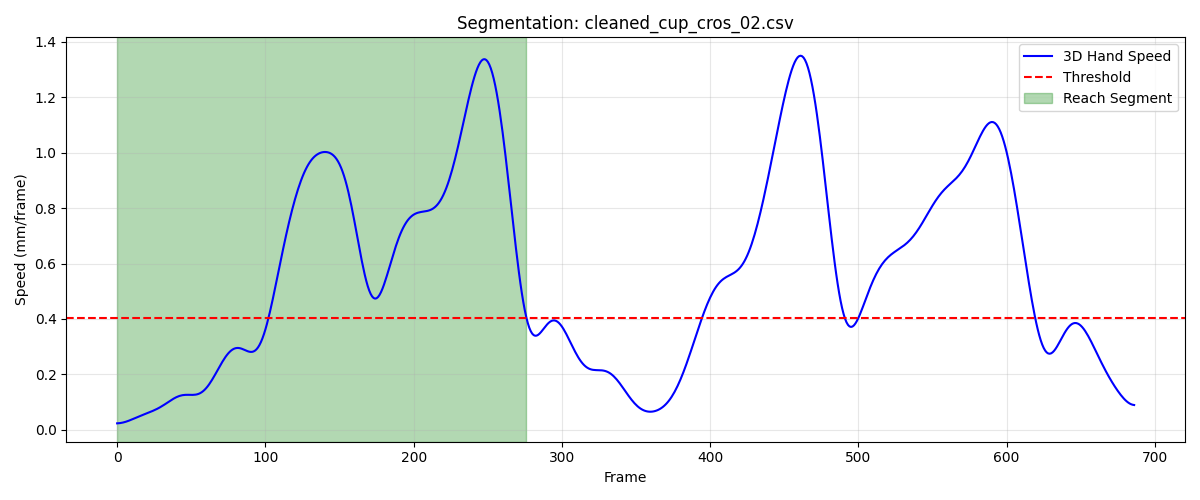 Segmentation: cleaned_cup_cros_02.csv
1.4
1.2
1.0
0.8
0.6
0.4
0.2
0.0
Speed (mm/frame)
3D Hand Speed
Threshold
Reach Segment
0 100 200 300 400 500 600 700
Frame